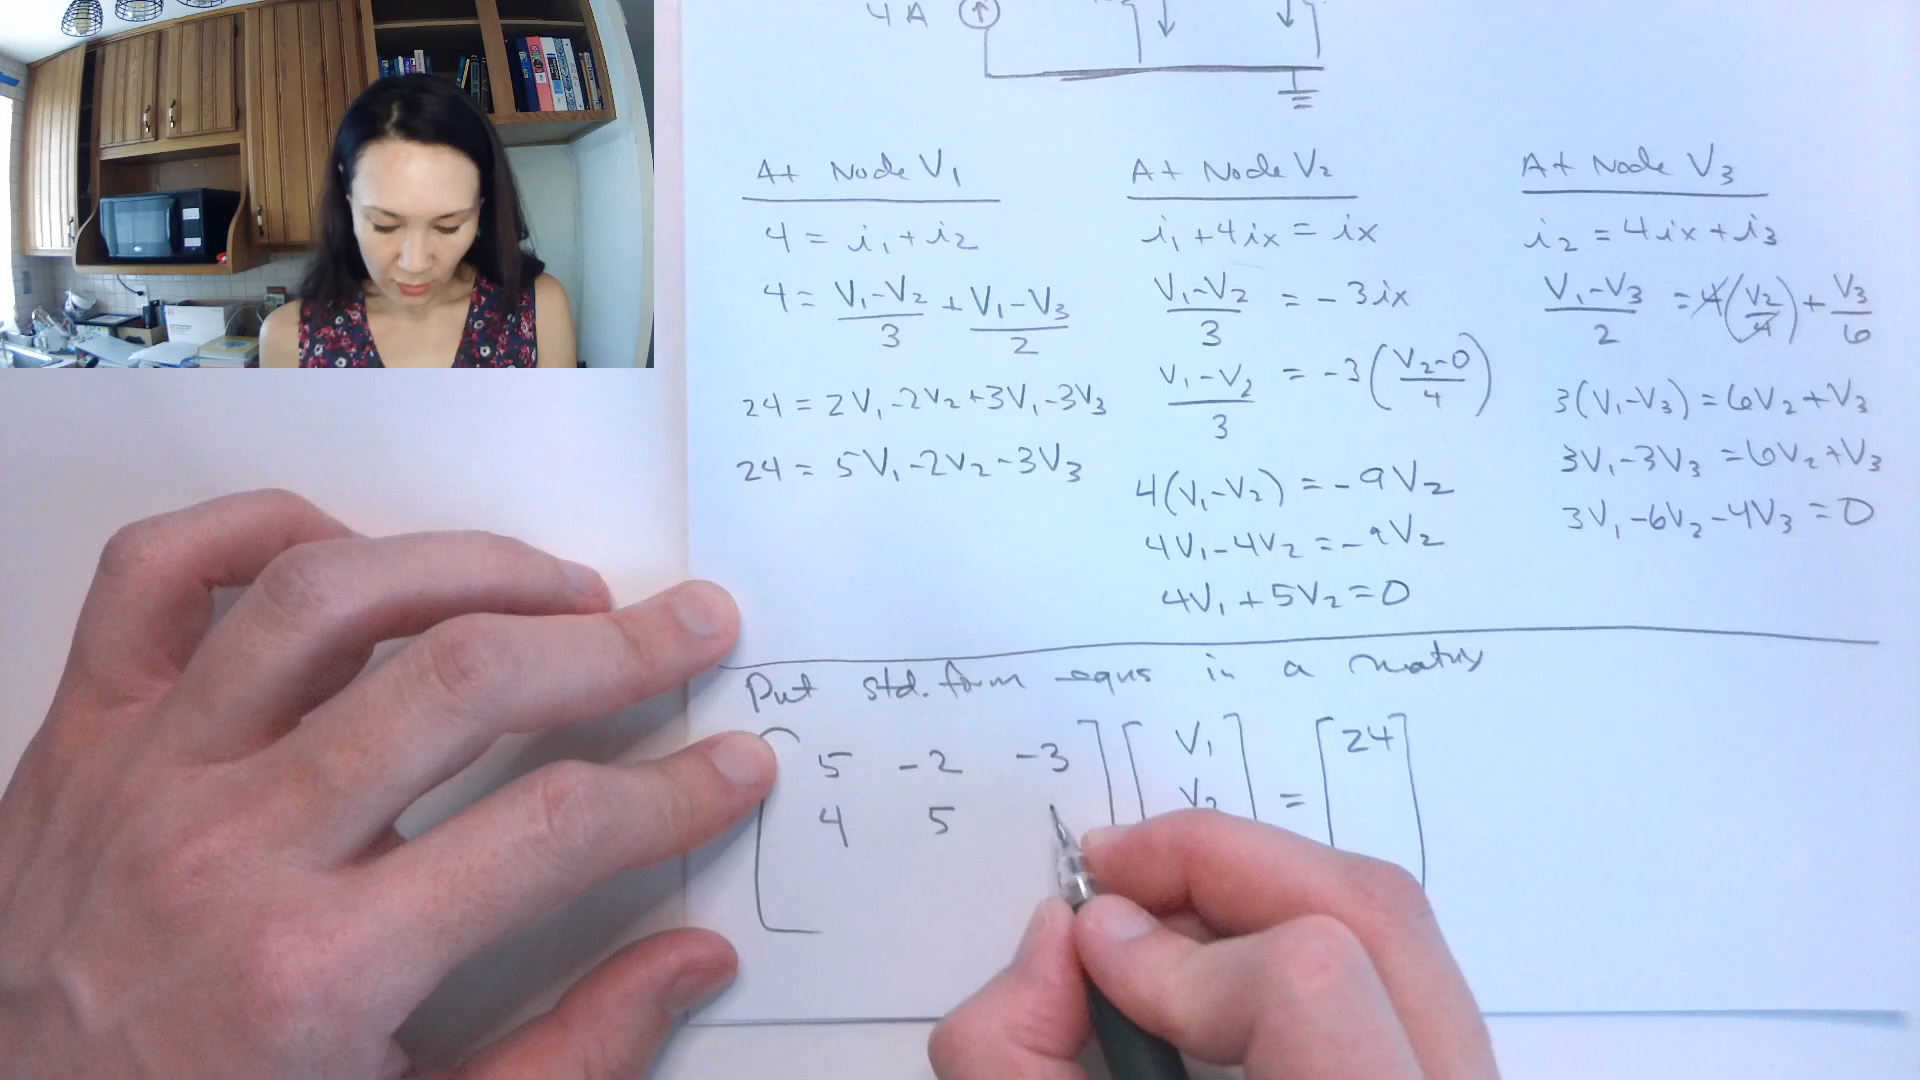 4 A
At Node V1
4 = i1 + i2
4 = V1-V2/3 + V1-V3/2
24 = 2V1 -2V2 +3V1 -3V3
24 = 5V1 -2V2 -3V3
At Node V2
i1 + 4ix = ix
V1-V2/3 = -3ix
V1-V2/3 = -3(V2-0/4)
4(V1-V2) = -9V2
4V1 -4V2 = -9V2
4V1 + 5V2 = 0
At Node V3
i2 = 4ix + i3
V1-V3/2 = 4(V2/4) + V3/6
3(V1-V3) = 6V2 + V3
3V1 -3V3 = 6V2 + V3
3V1 -6V2 -4V3 = 0
Put std. form eqns in a matrix
5 -2 -3 V1 = 24
4 5 V2